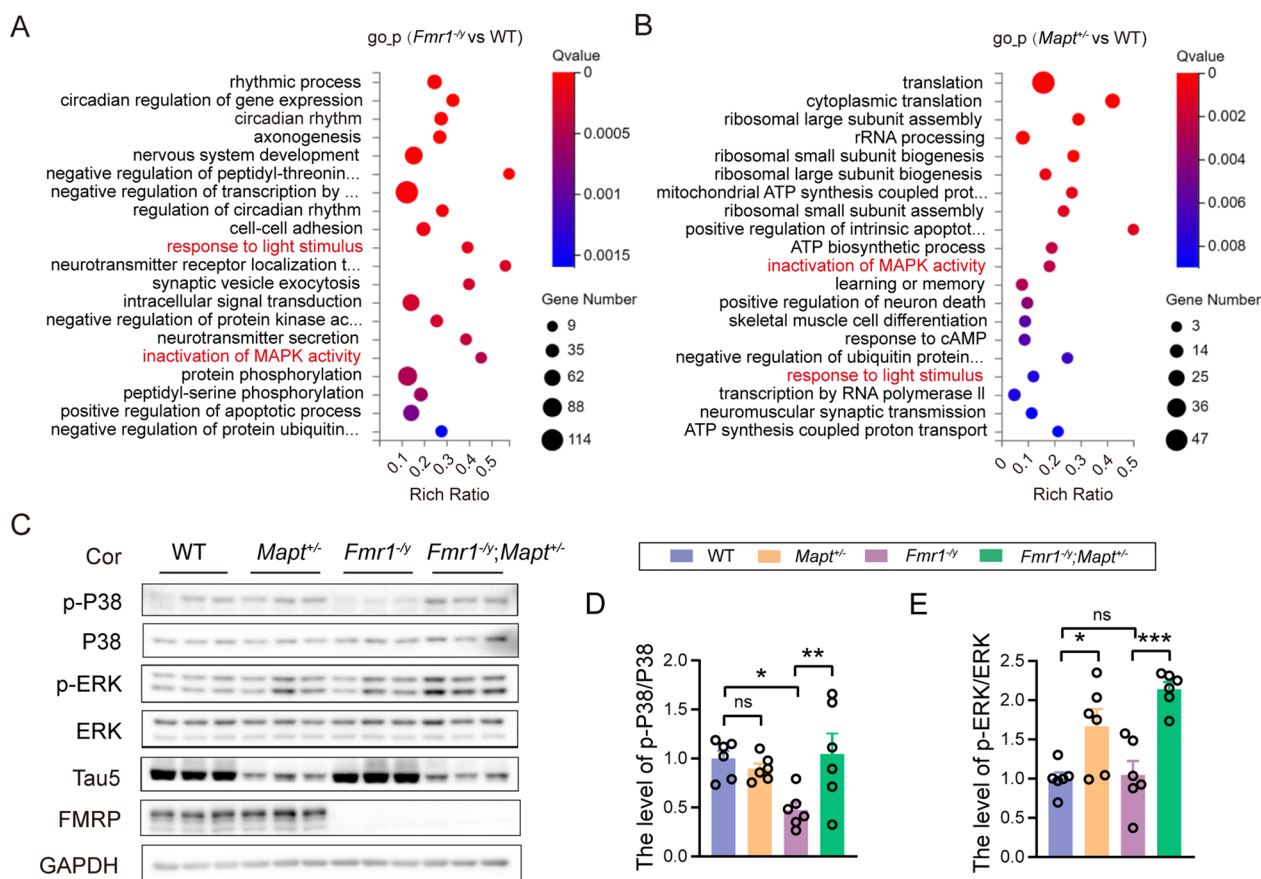 A
go_p (Fmr1-/y vs WT)
Qvalue
rhythmic process
circadian regulation of gene expression
circadian rhythm
axonogenesis
nervous system development
negative regulation of peptidyl-threonin...
negative regulation of transcription by ...
regulation of circadian rhythm
cell-cell adhesion
response to light stimulus
neurotransmitter receptor localization t...
synaptic vesicle exocytosis
intracellular signal transduction
negative regulation of protein kinase ac...
neurotransmitter secretion
inactivation of MAPK activity
protein phosphorylation
peptidyl-serine phosphorylation
positive regulation of apoptotic process
negative regulation of protein ubiquitin...
0
0.0005
0.001
0.0015
Gene Number
9
35
62
88
114
0.1 0.2 0.3 0.4 0.5
Rich Ratio
B
go_p (Mapt+/- vs WT)
Qvalue
translation
cytoplasmic translation
ribosomal large subunit assembly
rRNA processing
ribosomal small subunit biogenesis
ribosomal large subunit biogenesis
mitochondrial ATP synthesis coupled prot...
ribosomal small subunit assembly
positive regulation of intrinsic apoptot...
ATP biosynthetic process
inactivation of MAPK activity
learning or memory
positive regulation of neuron death
skeletal muscle cell differentiation
response to cAMP
negative regulation of ubiquitin protein...
response to light stimulus
transcription by RNA polymerase II
neuromuscular synaptic transmission
ATP synthesis coupled proton transport
0
0.002
0.004
0.006
0.008
Gene Number
3
14
25
36
47
0 0.1 0.2 0.3 0.4 0.5
Rich Ratio
C
Cor WT Mapt+/- Fmr1-/y Fmr1-/y;Mapt+/-
p-P38
P38
p-ERK
ERK
Tau5
FMRP
GAPDH
WT Mapt+/- Fmr1-/y Fmr1-/y;Mapt+/-
D
The level of p-P38/P38
2.0
1.5
1.0
0.5
0.0
ns
*
**
E
The level of p-ERK/ERK
2.5
2.0
1.5
1.0
0.5
0.0
ns
*
***